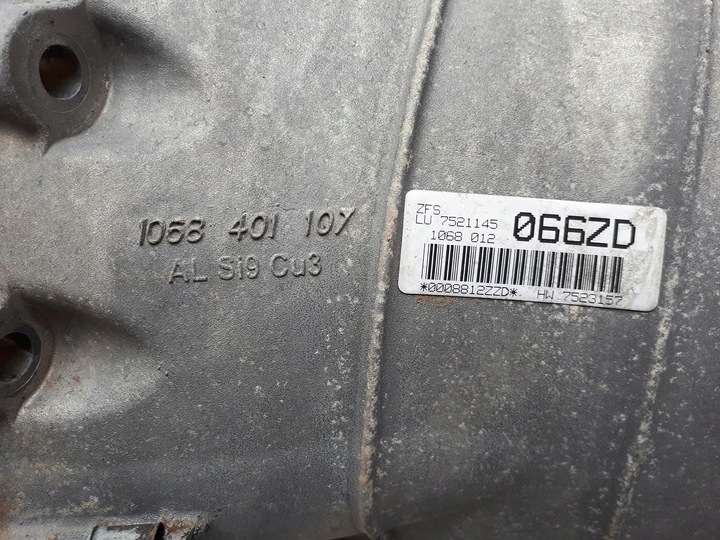 1068 401 107
AL Si9 Cu3
ZFS
LU 7521145
1068 012
066ZD
*0008812ZZD* HW 7523157